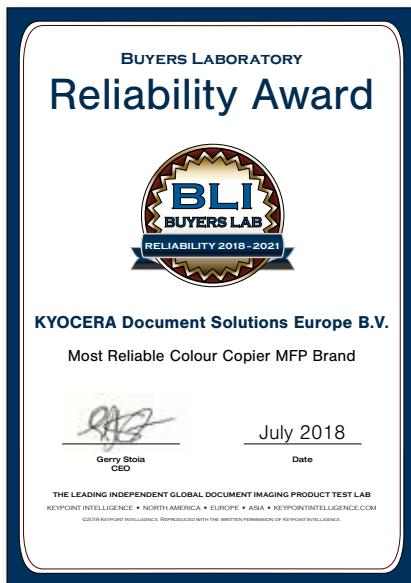 BUYERS LABORATORY
Reliability Award
BLI
BUYERS LAB
RELIABILITY 2018-2021
KYOCERA Document Solutions Europe B.V.
Most Reliable Colour Copier MFP Brand
July 2018
Gerry Stoia
Date
CEO
THE LEADING INDEPENDENT GLOBAL DOCUMENT IMAGING PRODUCT TEST LAB
KEYPOINT INTELLIGENCE • NORTH AMERICA • EUROPE • ASIA • KEYPOINTINTELLIGENCE.COM
©2018 KEYPOINT INTELLIGENCE. REPRODUCED WITH THE WRITTEN PERMISSION OF KEYPOINT INTELLIGENCE.